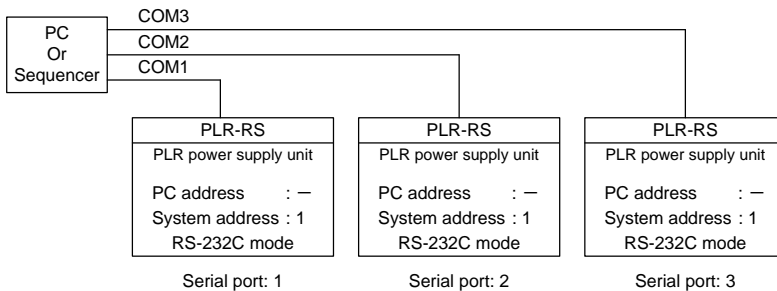 COM3
COM2
COM1
PC
Or
Sequencer
PLR-RS
PLR power supply unit
PC address : －
System address : 1
RS-232C mode
Serial port: 1
PLR-RS
PLR power supply unit
PC address : －
System address : 1
RS-232C mode
Serial port: 2
PLR-RS
PLR power supply unit
PC address : －
System address : 1
RS-232C mode
Serial port: 3